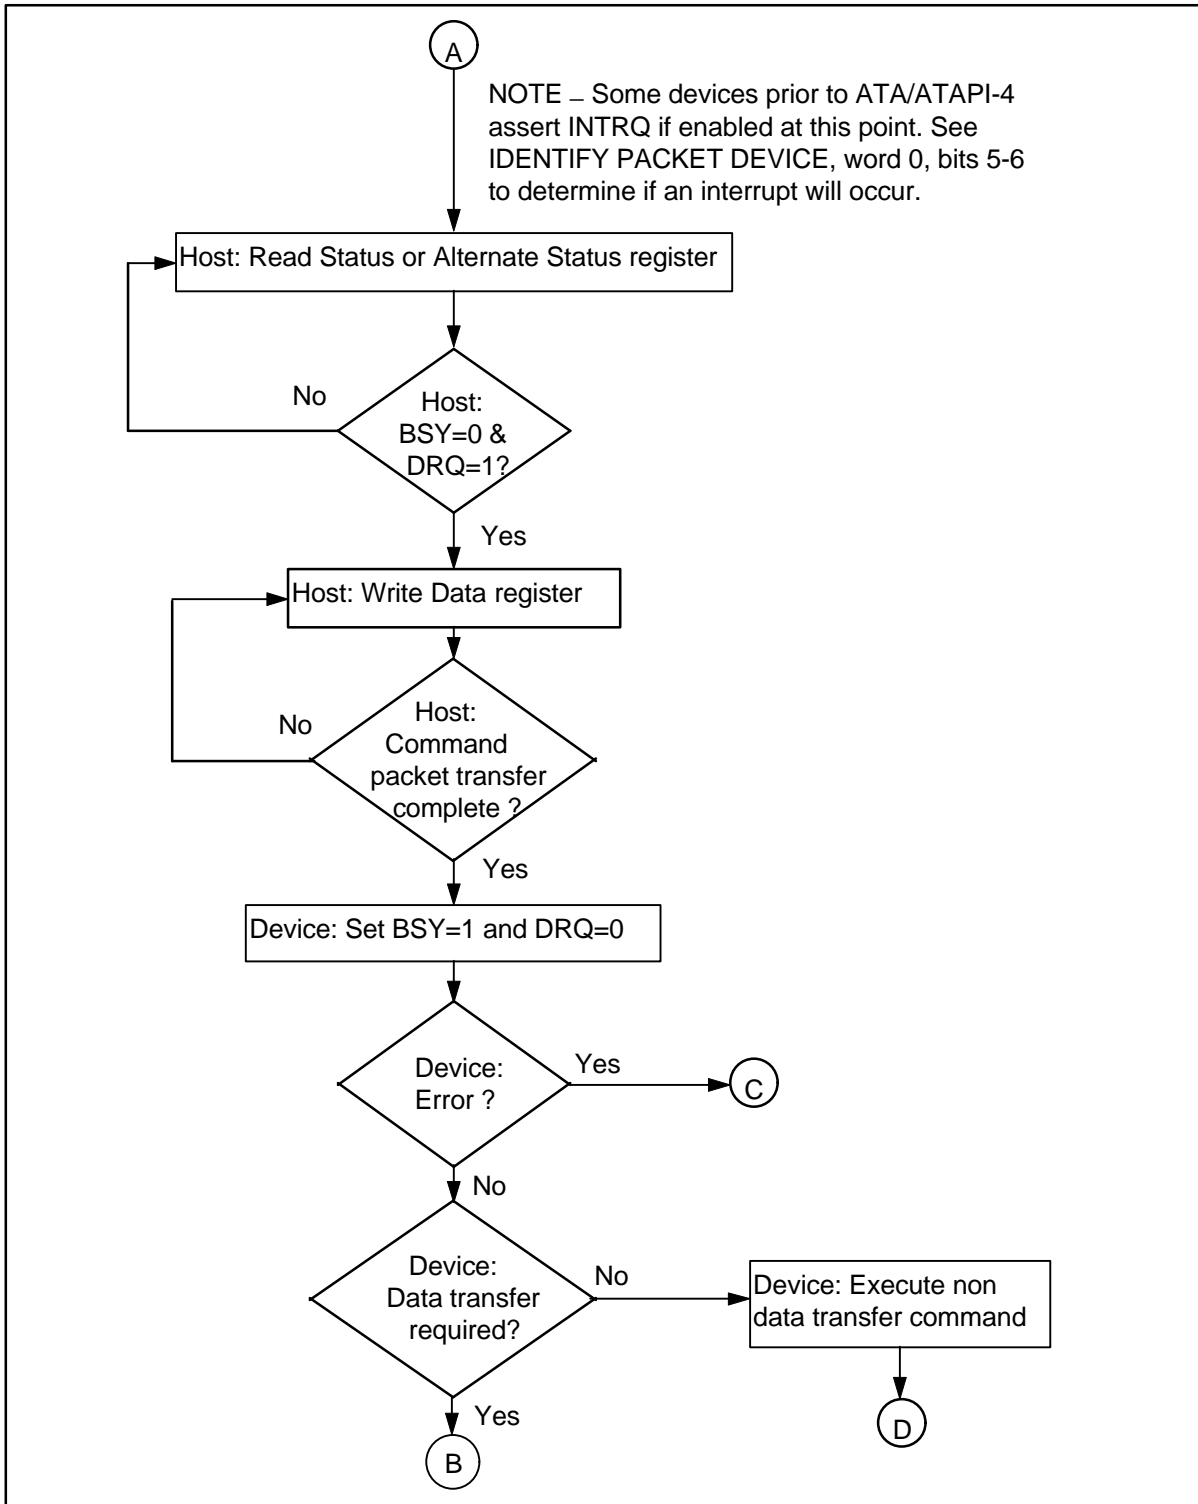 A
NOTE – Some devices prior to ATA/ATAPI-4
assert INTRQ if enabled at this point. See
IDENTIFY PACKET DEVICE, word 0, bits 5-6
to determine if an interrupt will occur.
Host: Read Status or Alternate Status register
No
Host:
BSY=0 &
DRQ=1?
Yes
Host: Write Data register
No
Host:
Command
packet transfer
complete ?
Yes
Device: Set BSY=1 and DRQ=0
Device:
Error ?
Yes
C
No
Device:
Data transfer
required?
No
Device: Execute non
data transfer command
Yes
D
B